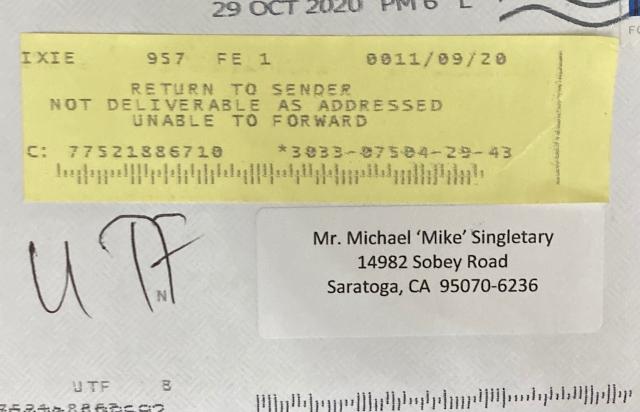 29 OCT 2020 PM 6 L
IXIE 957 FE 1 0011/09/20
RETURN TO SENDER
NOT DELIVERABLE AS ADDRESSED
UNABLE TO FORWARD
C: 77521886710 *3033-07504-29-43
UTF
N
Mr. Michael ‘Mike’ Singletary
14982 Sobey Road
Saratoga, CA 95070-6236
UTF B